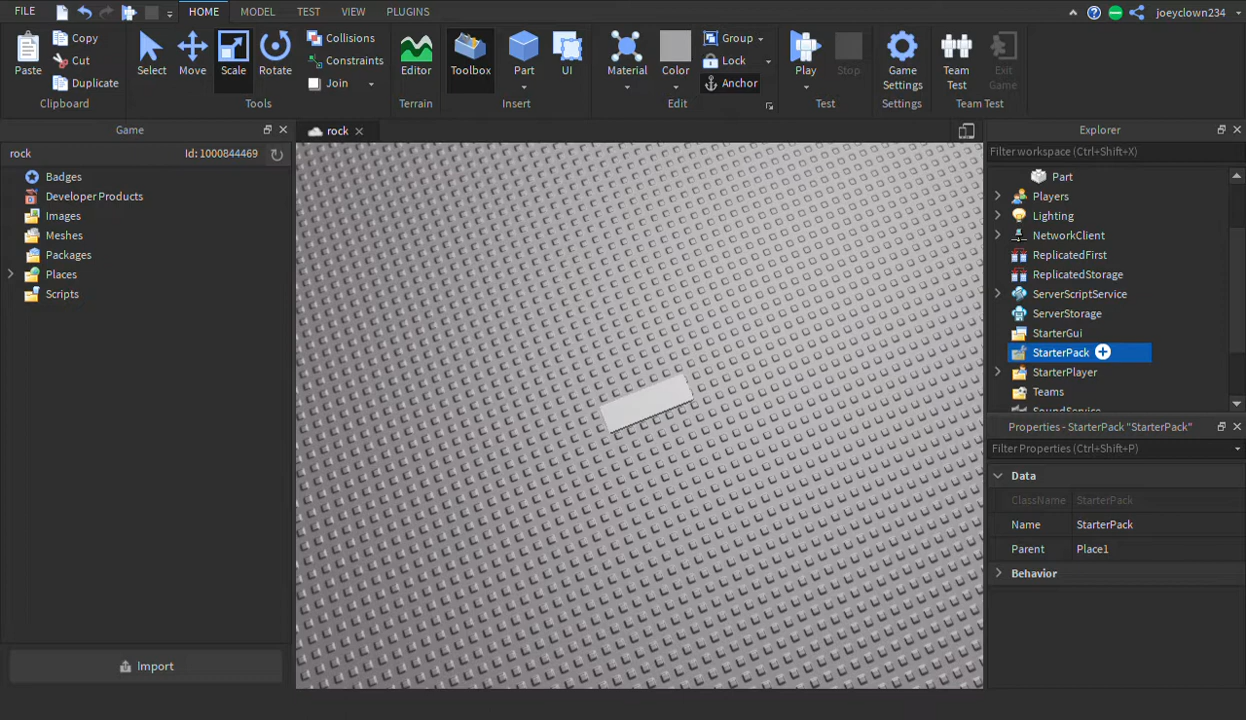 FILE HOME MODEL TEST VIEW PLUGINS joeyclown234
Copy
Cut
Duplicate
Paste
Clipboard
Select Move Scale Rotate
Collisions
Constraints
Join
Tools
Editor
Terrain
Toolbox Part UI
Insert
Material Color
Group
Lock
Anchor
Edit
Play Stop
Test
Game
Settings
Settings
Team
Test
Exit
Game
Team Test
Game
rock Id: 1000844469
Badges
Developer Products
Images
Meshes
Packages
Places
Scripts
Import
rock
Explorer
Filter workspace (Ctrl+Shift+X)
Part
Players
Lighting
NetworkClient
ReplicatedFirst
ReplicatedStorage
ServerScriptService
ServerStorage
StarterGui
StarterPack
StarterPlayer
Teams
SoundService
Properties - StarterPack "StarterPack"
Filter Properties (Ctrl+Shift+P)
Data
ClassName StarterPack
Name StarterPack
Parent Place1
Behavior